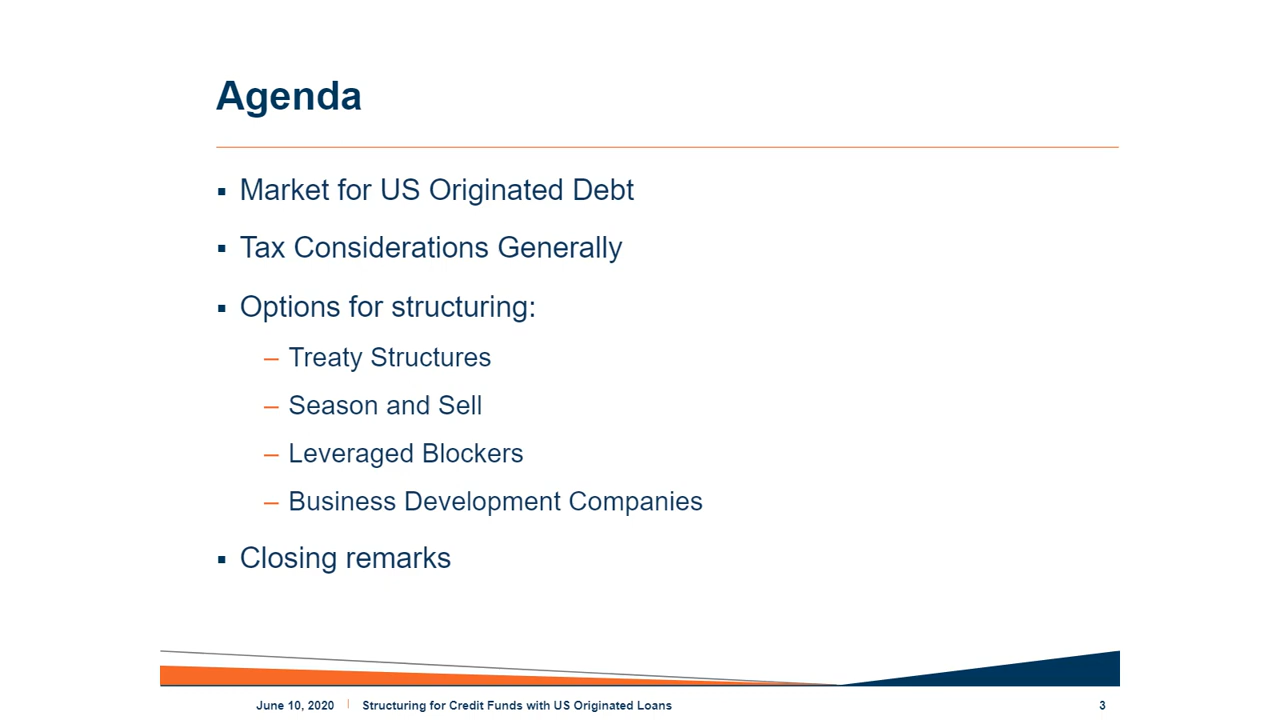 Agenda
▪ Market for US Originated Debt
▪ Tax Considerations Generally
▪ Options for structuring:
– Treaty Structures
– Season and Sell
– Leveraged Blockers
– Business Development Companies
▪ Closing remarks
June 10, 2020 | Structuring for Credit Funds with US Originated Loans 3